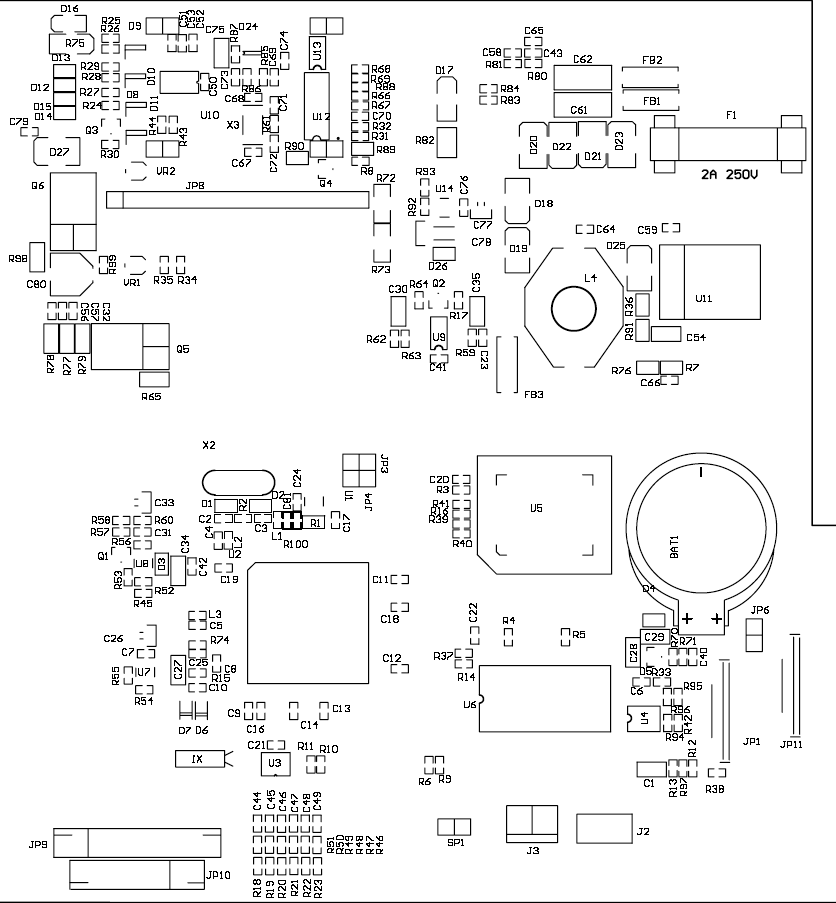 D16
R25
R26
D9
C51
C53
C52
C75
R87
D24
C74
U13
R75
D13
D12
D15
D14
R29
R28
R27
R24
D10
D8
D11
C50
U10
C73
C68
R86
R85
C69
C71
X3
R61
U12
R68
R69
R88
R66
R67
C70
R32
R31
R89
R8
C79
Q3
R44
R43
D27
R30
VR2
C67
C72
R90
Q4
D17
R82
C58
R81
C65
C43
R80
R84
R83
C62
C61
FB2
FB1
F1
2A 250V
D20
D22
D21
D23
Q6
JP8
R72
R73
R93
R92
U14
C76
C77
C78
D26
D18
D19
C64
C59
D25
R98
C80
R99
VR1
R35
R34
L4
U11
C56
C57
C32
R78
R77
R79
Q5
R65
C30
R64
Q2
R17
C35
R62
R63
U9
C41
R59
C23
FB3
R36
R91
C54
R76
R7
C66
X2
JP3
JP4
U1
C24
D1
R2
D2
C81
C2
C3
L1
R100
R1
C17
C33
R58
R57
R56
R60
C31
C4
L2
U2
C19
Q1
U8
D3
C34
C42
R53
R52
R45
C20
R3
R41
R16
R39
R40
U5
BAT1
C11
C18
C12
L3
C5
C26
C7
R74
C27
C25
R15
C10
C8
R55
U7
R54
D7
D6
C9
C16
C14
C13
C21
IX
U3
R11
R10
C22
R37
R14
U6
R5
D4
C29
R70
R71
C40
C28
D5
C6
R33
R95
R96
U4
R94
R42
R12
C1
R13
R97
R38
JP6
JP1
JP11
R6
R9
C44
C45
C46
C47
C48
C49
R51
R50
R49
R48
R47
R46
R18
R19
R20
R21
R22
R23
JP9
JP10
SP1
J3
J2